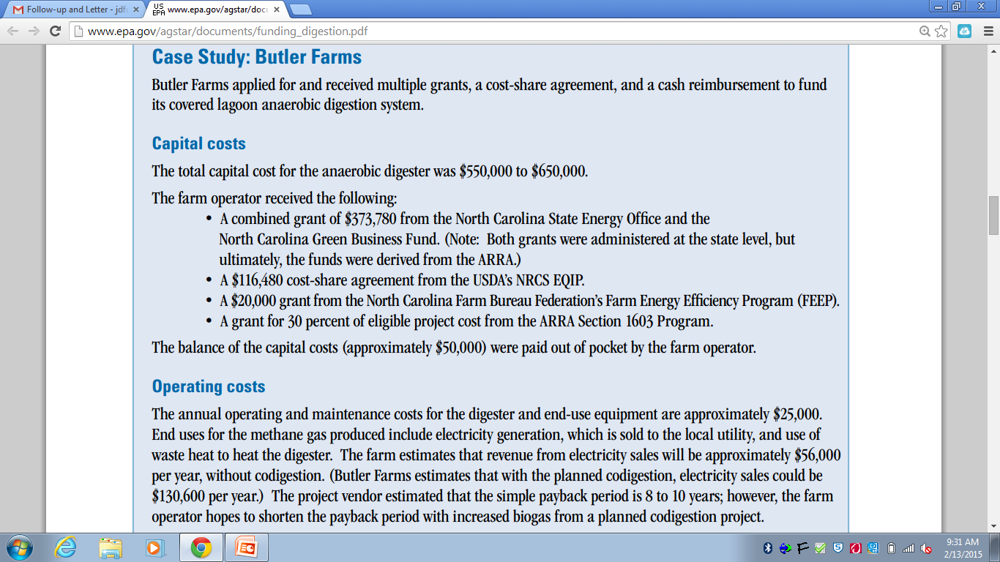 Follow-up and Letter - jdf
US EPA www.epa.gov/agstar/doc
www.epa.gov/agstar/documents/funding_digestion.pdf
Case Study: Butler Farms
Butler Farms applied for and received multiple grants, a cost-share agreement, and a cash reimbursement to fund
its covered lagoon anaerobic digestion system.
Capital costs
The total capital cost for the anaerobic digester was $550,000 to $650,000.
The farm operator received the following:
• A combined grant of $373,780 from the North Carolina State Energy Office and the
North Carolina Green Business Fund. (Note: Both grants were administered at the state level, but
ultimately, the funds were derived from the ARRA.)
• A $116,480 cost-share agreement from the USDA's NRCS EQIP.
• A $20,000 grant from the North Carolina Farm Bureau Federation's Farm Energy Efficiency Program (FEEP).
• A grant for 30 percent of eligible project cost from the ARRA Section 1603 Program.
The balance of the capital costs (approximately $50,000) were paid out of pocket by the farm operator.
Operating costs
The annual operating and maintenance costs for the digester and end-use equipment are approximately $25,000.
End uses for the methane gas produced include electricity generation, which is sold to the local utility, and use of
waste heat to heat the digester. The farm estimates that revenue from electricity sales will be approximately $56,000
per year, without codigestion. (Butler Farms estimates that with the planned codigestion, electricity sales could be
$130,600 per year.) The project vendor estimated that the simple payback period is 8 to 10 years; however, the farm
operator hopes to shorten the payback period with increased biogas from a planned codigestion project.
9:31 AM
2/13/2015